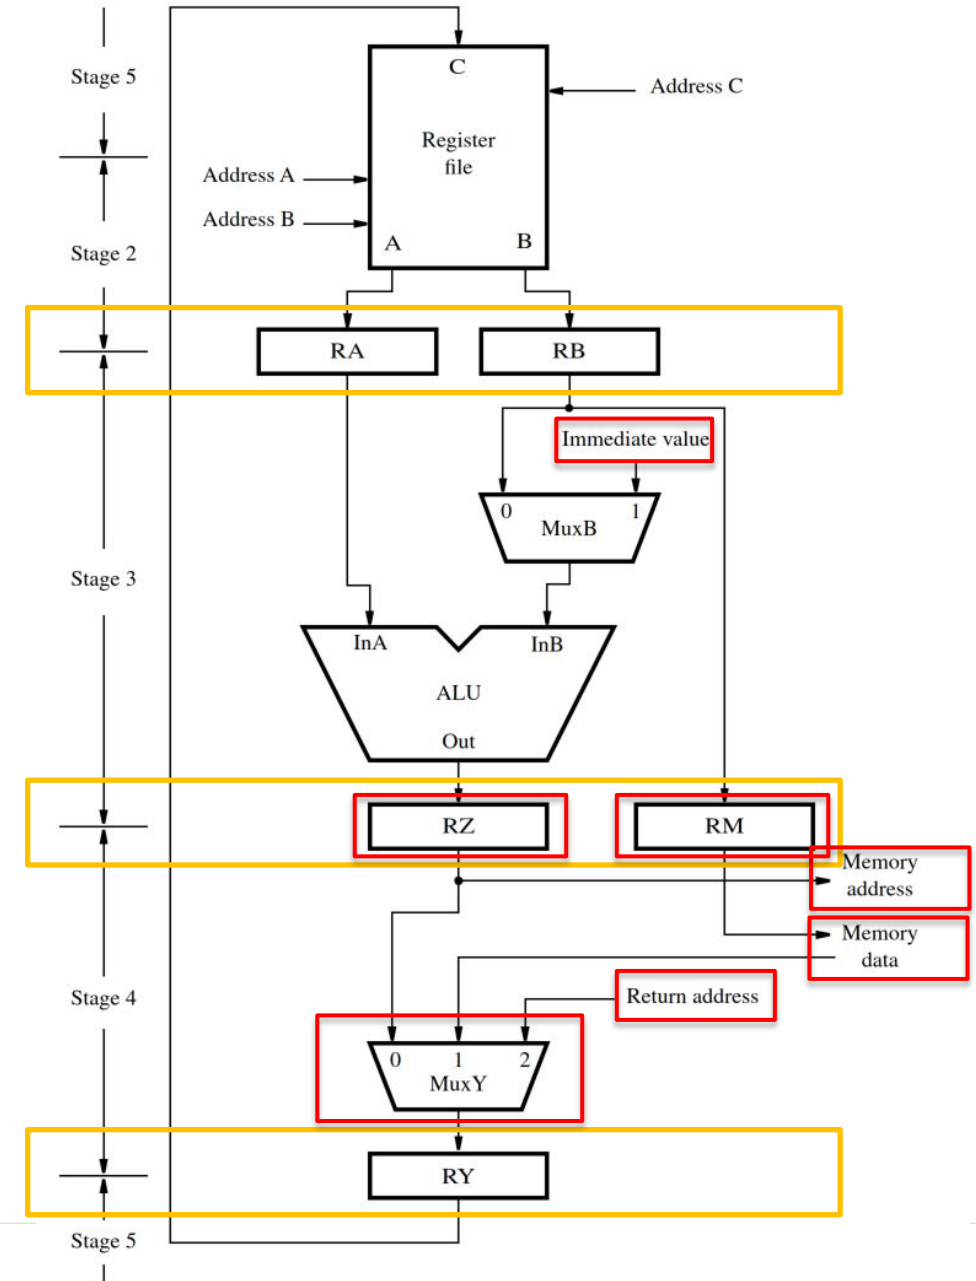 Stage 5
C
Address C
Register
file
Address A
Address B
A
B
Stage 2
RA
RB
Immediate value
0
1
MuxB
Stage 3
InA
InB
ALU
Out
RZ
RM
Memory
address
Memory
data
Stage 4
Return address
0
1
2
MuxY
RY
Stage 5